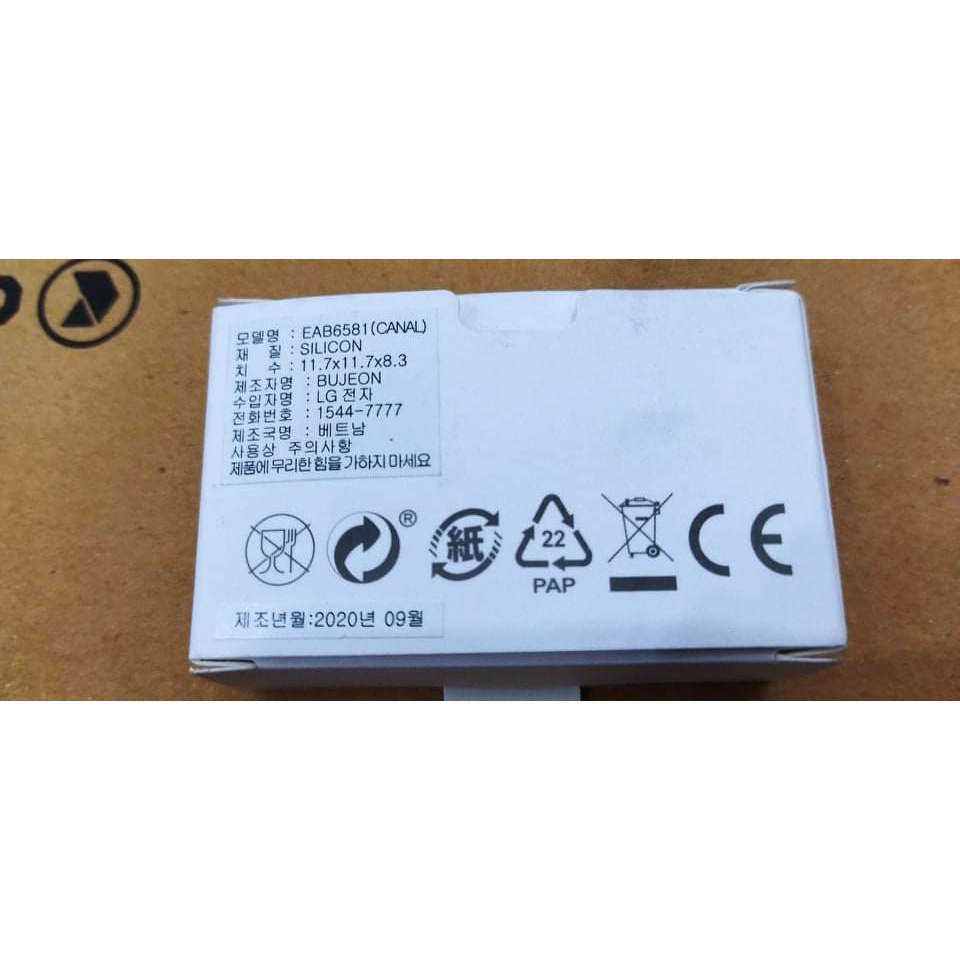 모델명 : EAB6581(CANAL)
재 질 : SILICON
치 수 : 11.7x11.7x8.3
제조자명 : BUJEON
수입자명 : LG 전자
전화번호 : 1544-7777
제조국명 : 베트남
사용상 주의사항
제품에 무리한 힘을 가하지 마세요
®
紙
22
PAP
CE
제조년월:2020년 09월